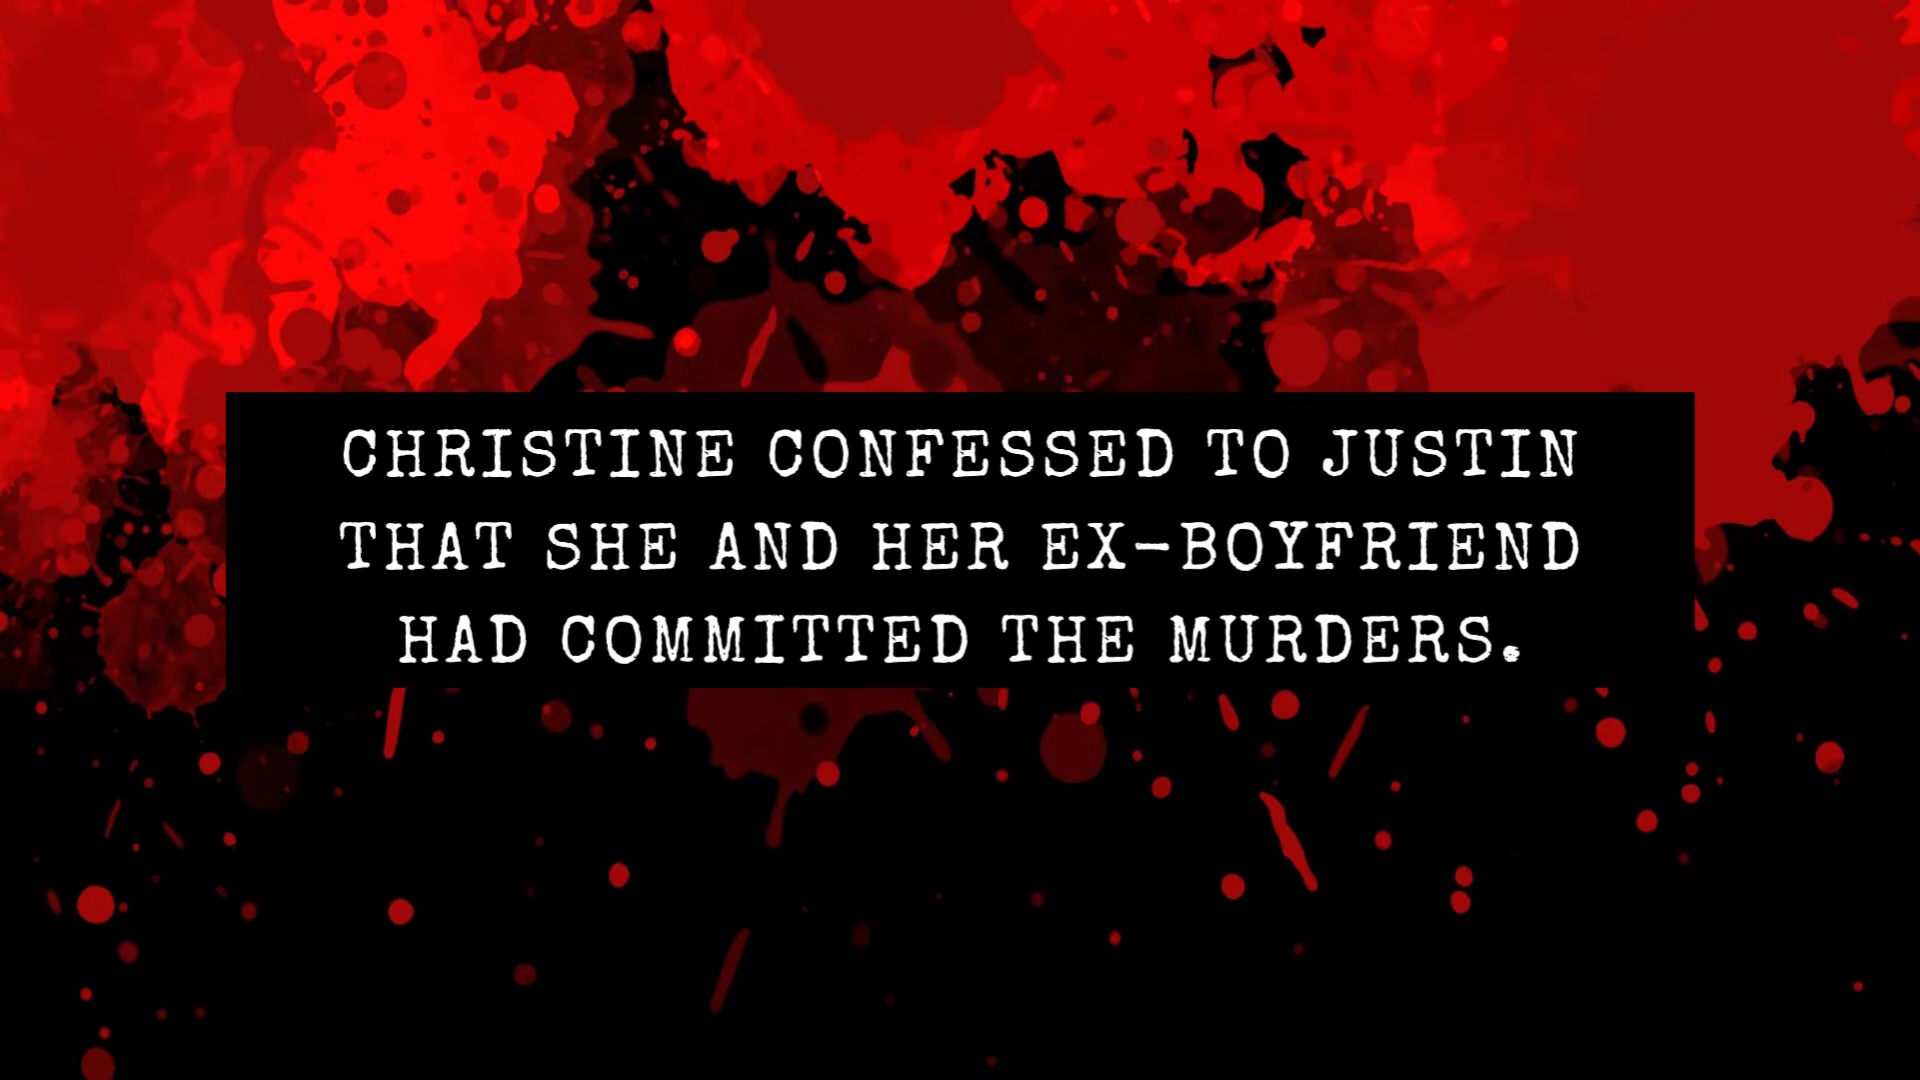 CHRISTINE CONFESSED TO JUSTIN
THAT SHE AND HER EX-BOYFRIEND
HAD COMMITTED THE MURDERS.